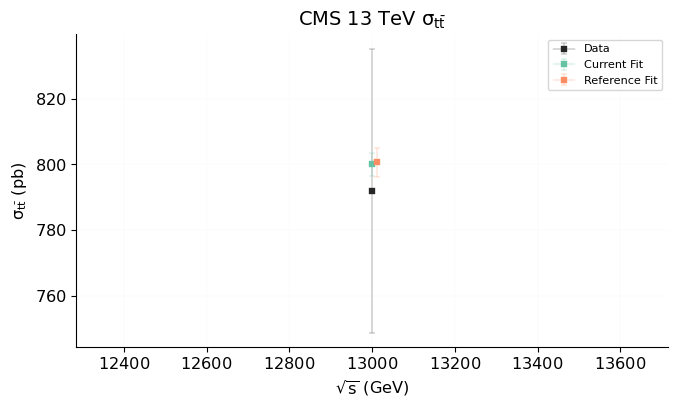 CMS 13 TeV σtt̄
Data
Current Fit
Reference Fit
820
800
780
760
σtt̄ (pb)
12400 12600 12800 13000 13200 13400 13600
√s (GeV)